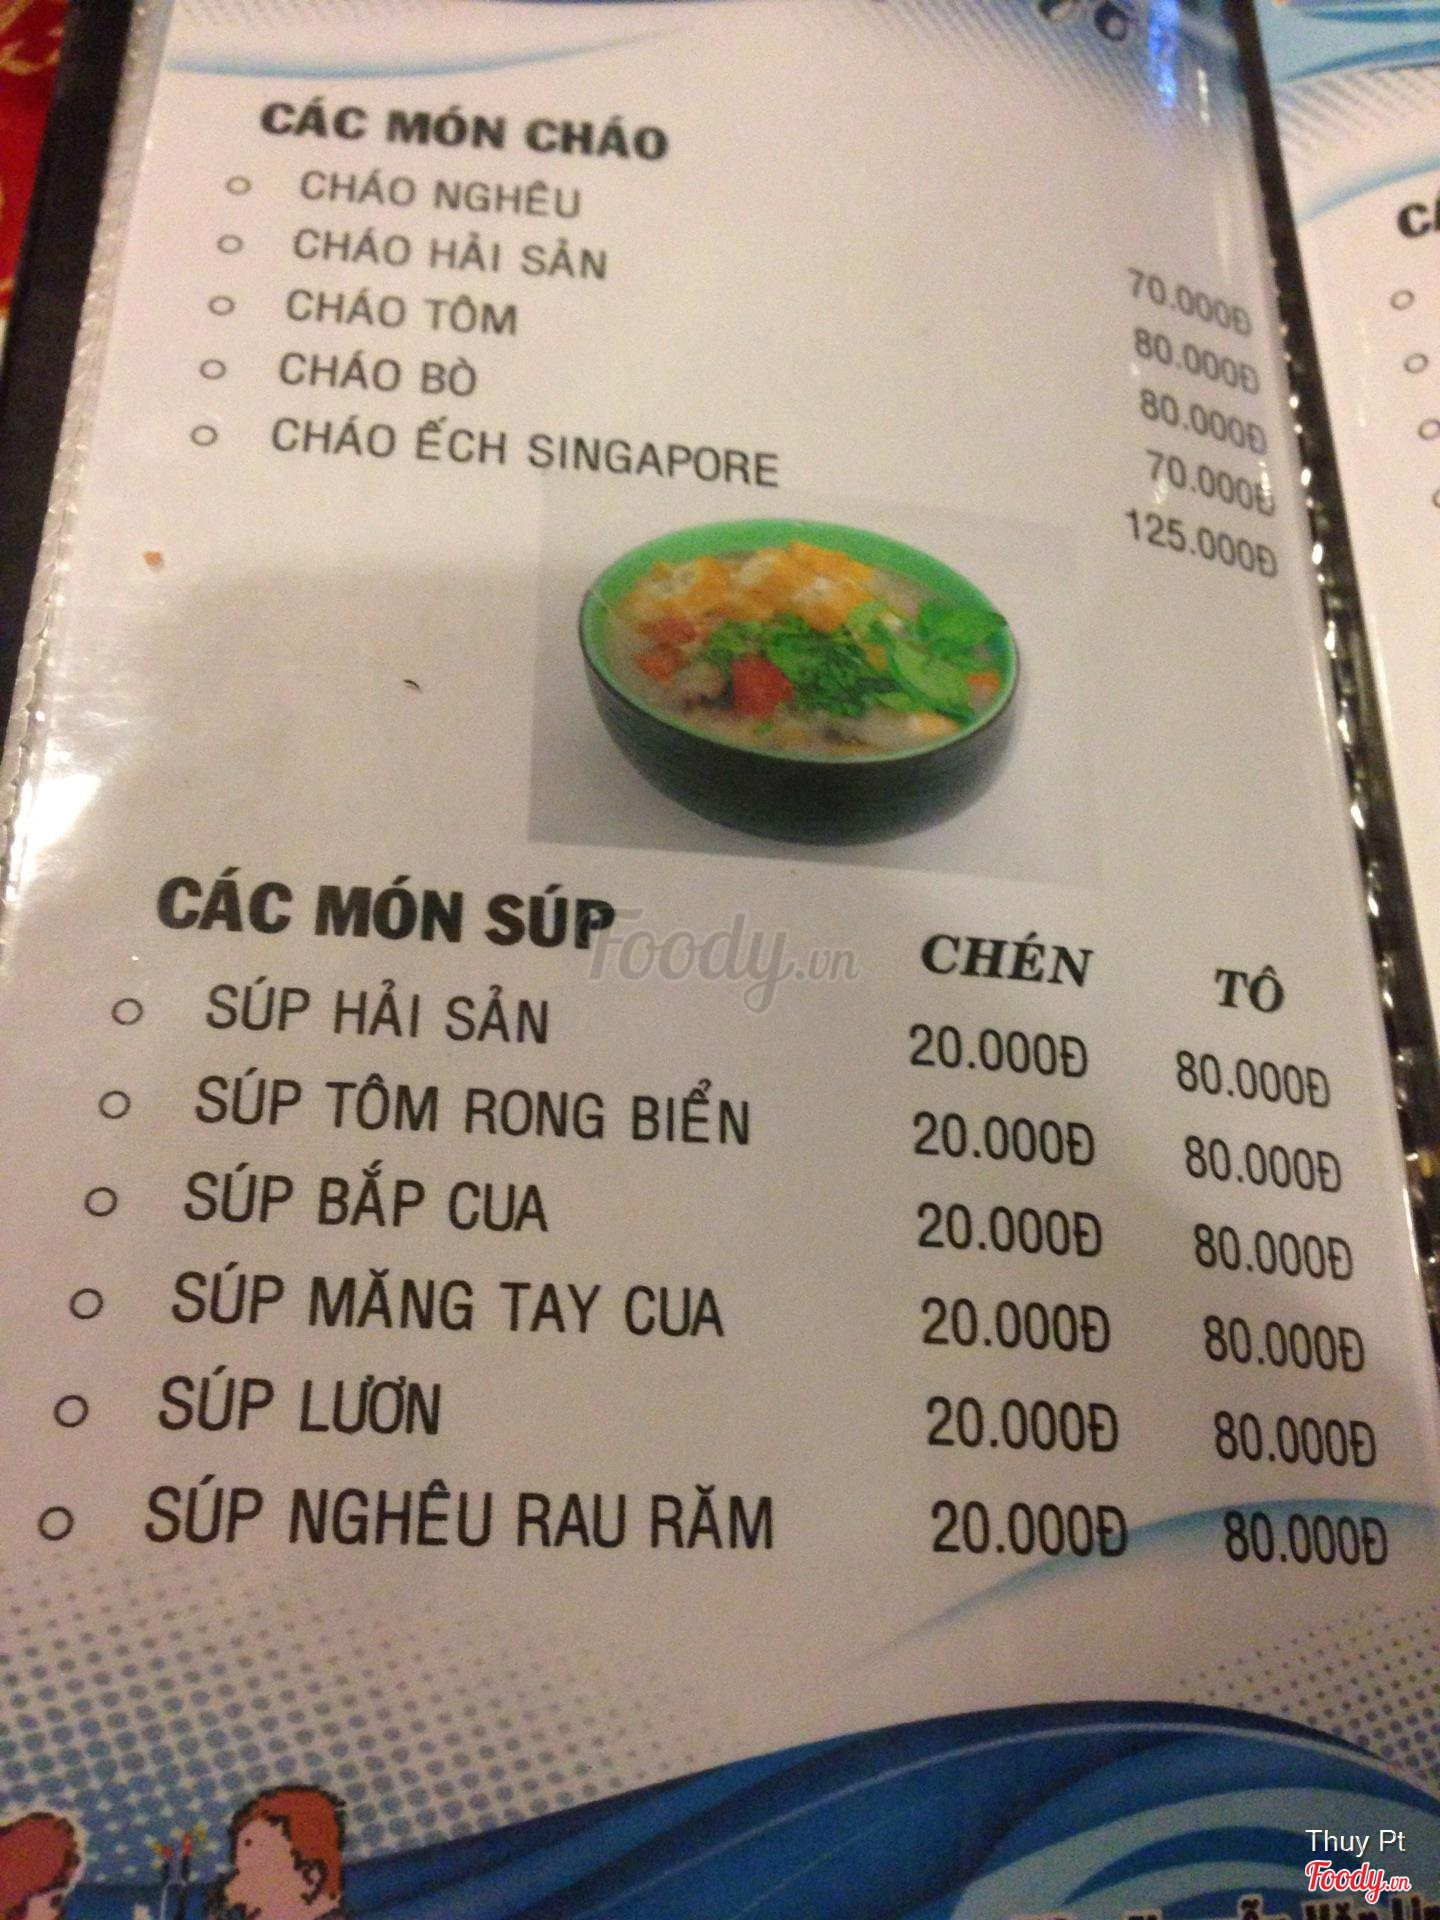 CÁC MÓN CHÁO
CHÁO NGHÊU 70.000Đ
CHÁO HẢI SẢN 80.000Đ
CHÁO TÔM 80.000Đ
CHÁO BÒ 70.000Đ
CHÁO ẾCH SINGAPORE 125.000Đ
CÁC MÓN SÚP CHÉN TÔ
Foody.vn
SÚP HẢI SẢN 20.000Đ 80.000Đ
SÚP TÔM RONG BIỂN 20.000Đ 80.000Đ
SÚP BẮP CUA 20.000Đ 80.000Đ
SÚP MĂNG TAY CUA 20.000Đ 80.000Đ
SÚP LƯƠN 20.000Đ 80.000Đ
SÚP NGHÊU RAU RĂM 20.000Đ 80.000Đ
Thuy Pt
Foody.vn